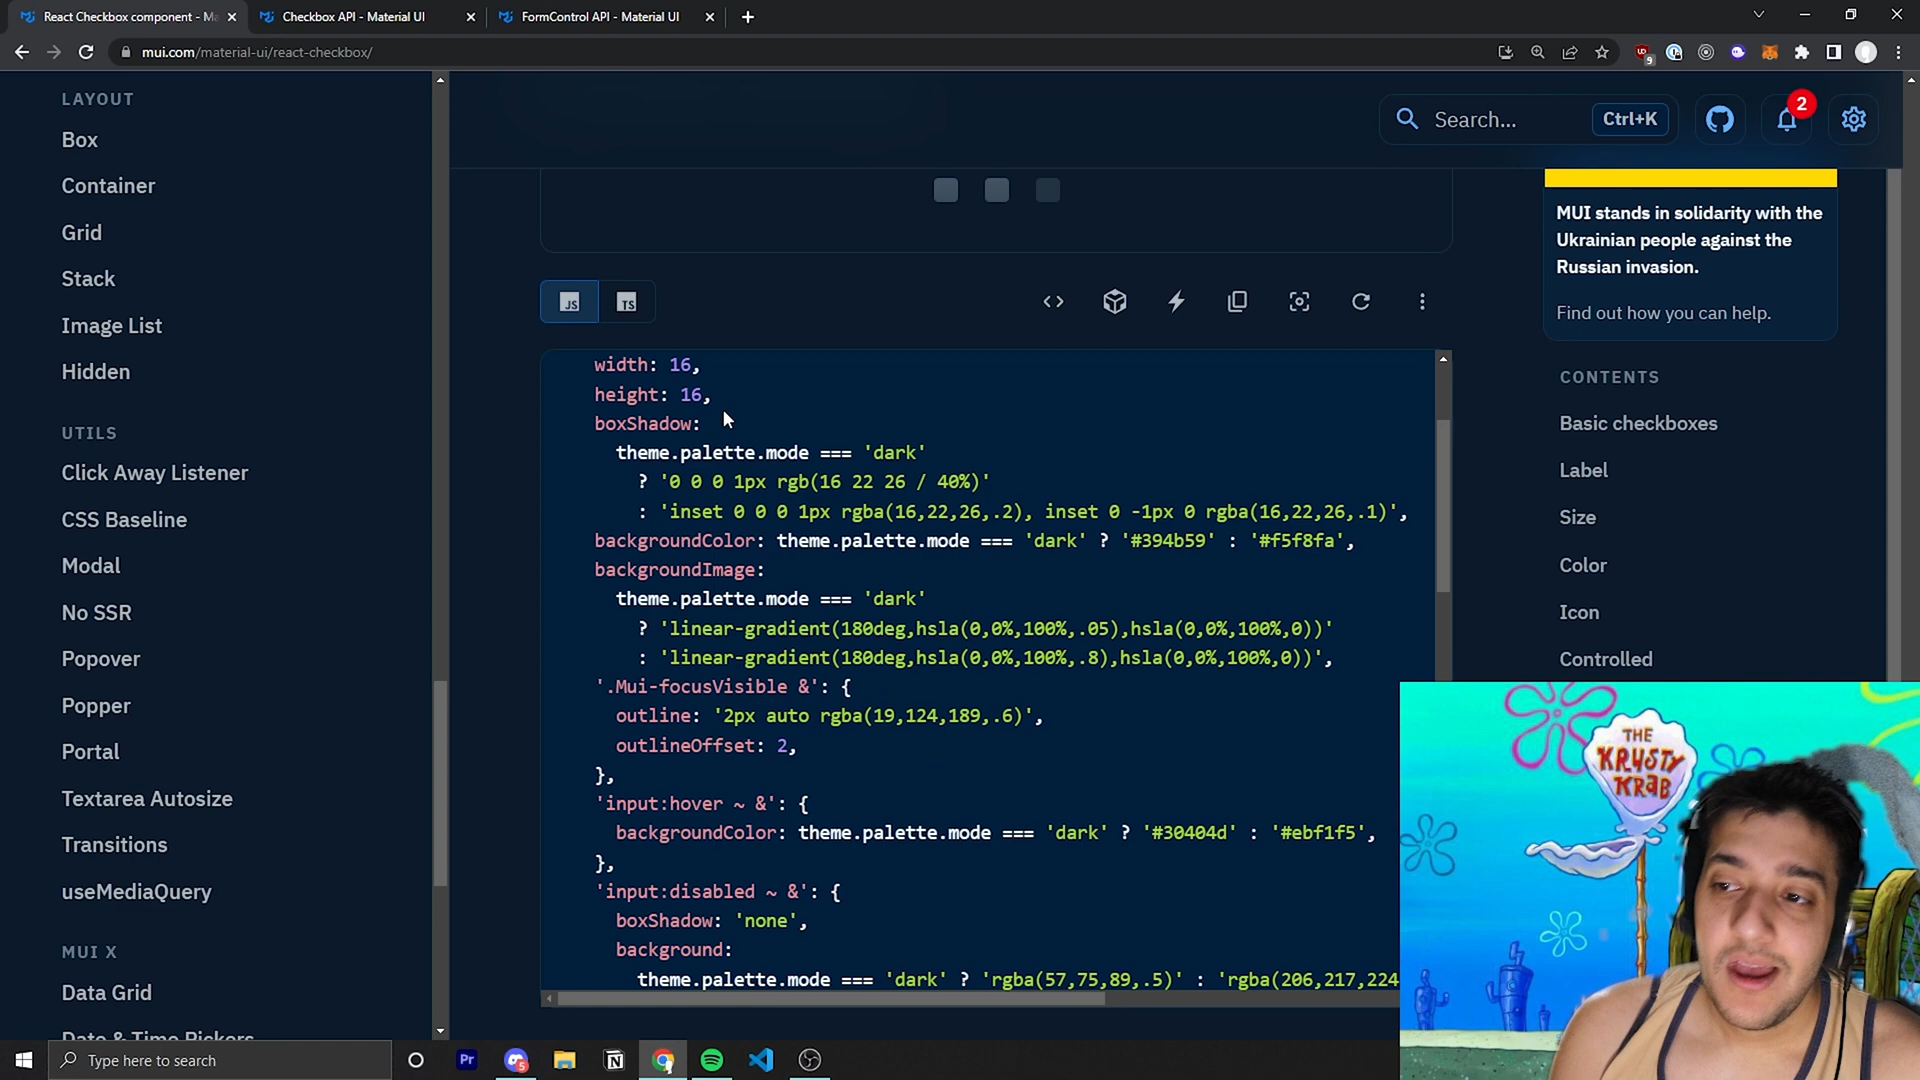 React Checkbox component - Ma
Checkbox API - Material UI
FormControl API - Material UI
mui.com/material-ui/react-checkbox/
9
LAYOUT
Box
Container
Grid
Stack
Image List
Hidden
UTILS
Click Away Listener
CSS Baseline
Modal
No SSR
Popover
Popper
Portal
Textarea Autosize
Transitions
useMediaQuery
MUI X
Data Grid
Date & Time Pickers
Search...
Ctrl+K
2
JS
TS
width: 16,
height: 16,
boxShadow:
theme.palette.mode === 'dark'
? '0 0 0 1px rgb(16 22 26 / 40%)'
: 'inset 0 0 0 1px rgba(16,22,26,.2), inset 0 -1px 0 rgba(16,22,26,.1)',
backgroundColor: theme.palette.mode === 'dark' ? '#394b59' : '#f5f8fa',
backgroundImage:
theme.palette.mode === 'dark'
? 'linear-gradient(180deg,hsla(0,0%,100%,.05),hsla(0,0%,100%,0))'
: 'linear-gradient(180deg,hsla(0,0%,100%,.8),hsla(0,0%,100%,0))',
'.Mui-focusVisible &': {
outline: '2px auto rgba(19,124,189,.6)',
outlineOffset: 2,
},
'input:hover ~ &': {
backgroundColor: theme.palette.mode === 'dark' ? '#30404d' : '#ebf1f5',
},
'input:disabled ~ &': {
boxShadow: 'none',
background:
theme.palette.mode === 'dark' ? 'rgba(57,75,89,.5)' : 'rgba(206,217,224
MUI stands in solidarity with the
Ukrainian people against the
Russian invasion.
Find out how you can help.
CONTENTS
Basic checkboxes
Label
Size
Color
Icon
Controlled
THE
KRUSTY
KRAB
Type here to search
Pr
5